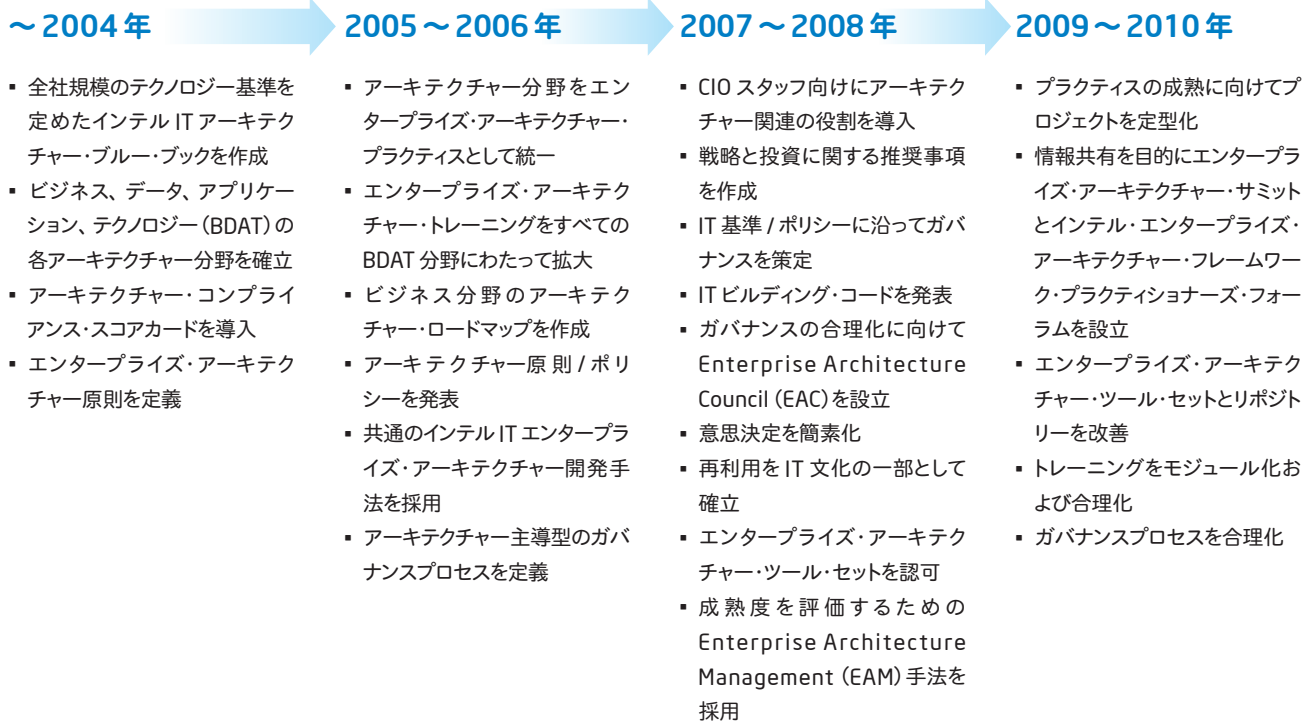 ～2004年
▪ 全社規模のテクノロジー基準を
定めたインテル IT アーキテク
チャー・ブルー・ブックを作成
▪ ビジネス、データ、アプリケー
ション、テクノロジー（BDAT）の
各アーキテクチャー分野を確立
▪ アーキテクチャー・コンプライ
アンス・スコアカードを導入
▪ エンタープライズ・アーキテク
チャー原則を定義
2005～2006年
▪ アーキテクチャー分野をエン
タープライズ・アーキテクチャー・
プラクティスとして統一
▪ エンタープライズ・アーキテク
チャー・トレーニングをすべての
BDAT 分野にわたって拡大
▪ ビジネス分野のアーキテク
チャー・ロードマップを作成
▪ アーキテクチャー原則 / ポリ
シーを発表
▪ 共通のインテル IT エンタープラ
イズ・アーキテクチャー開発手
法を採用
▪ アーキテクチャー主導型のガバ
ナンスプロセスを定義
2007～2008年
▪ CIO スタッフ向けにアーキテク
チャー関連の役割を導入
▪ 戦略と投資に関する推奨事項
を作成
▪ IT 基準 / ポリシーに沿ってガバ
ナンスを策定
▪ IT ビルディング・コードを発表
▪ ガバナンスの合理化に向けて
Enterprise Architecture
Council（EAC）を設立
▪ 意思決定を簡素化
▪ 再利用を IT 文化の一部として
確立
▪ エンタープライズ・アーキテク
チャー・ツール・セットを認可
▪ 成熟度を評価するための
Enterprise Architecture
Management（EAM）手法を
採用
2009～2010年
▪ プラクティスの成熟に向けてプ
ロジェクトを定型化
▪ 情報共有を目的にエンタープラ
イズ・アーキテクチャー・サミット
とインテル・エンタープライズ・
アーキテクチャー・フレームワー
ク・プラクティショナーズ・フォー
ラムを設立
▪ エンタープライズ・アーキテク
チャー・ツール・セットとリポジト
リーを改善
▪ トレーニングをモジュール化お
よび合理化
▪ ガバナンスプロセスを合理化